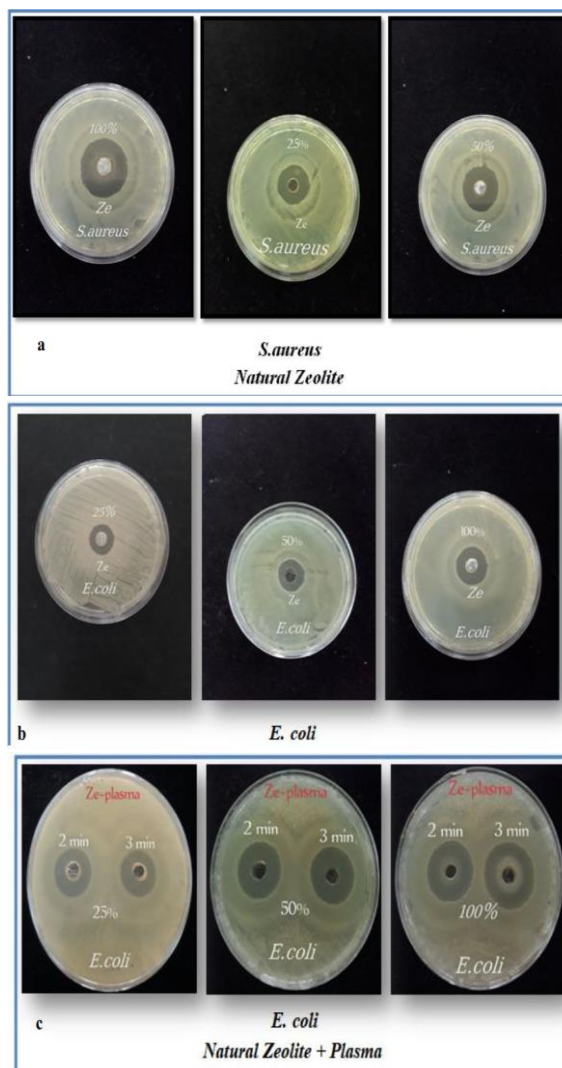 100%
Ze
S.aureus
25%
Ze
S.aureus
50%
Ze
S.aureus
a
S.aureus
Natural Zeolite
25%
Ze
E.coli
50%
Ze
E.coli
100%
Ze
E.coli
b
E. coli
Ze-plasma
2 min 3 min
25%
E.coli
Ze-plasma
2 min 3 min
50%
E.coli
Ze-plasma
2 min 3 min
100%
E.coli
c
E. coli
Natural Zeolite + Plasma